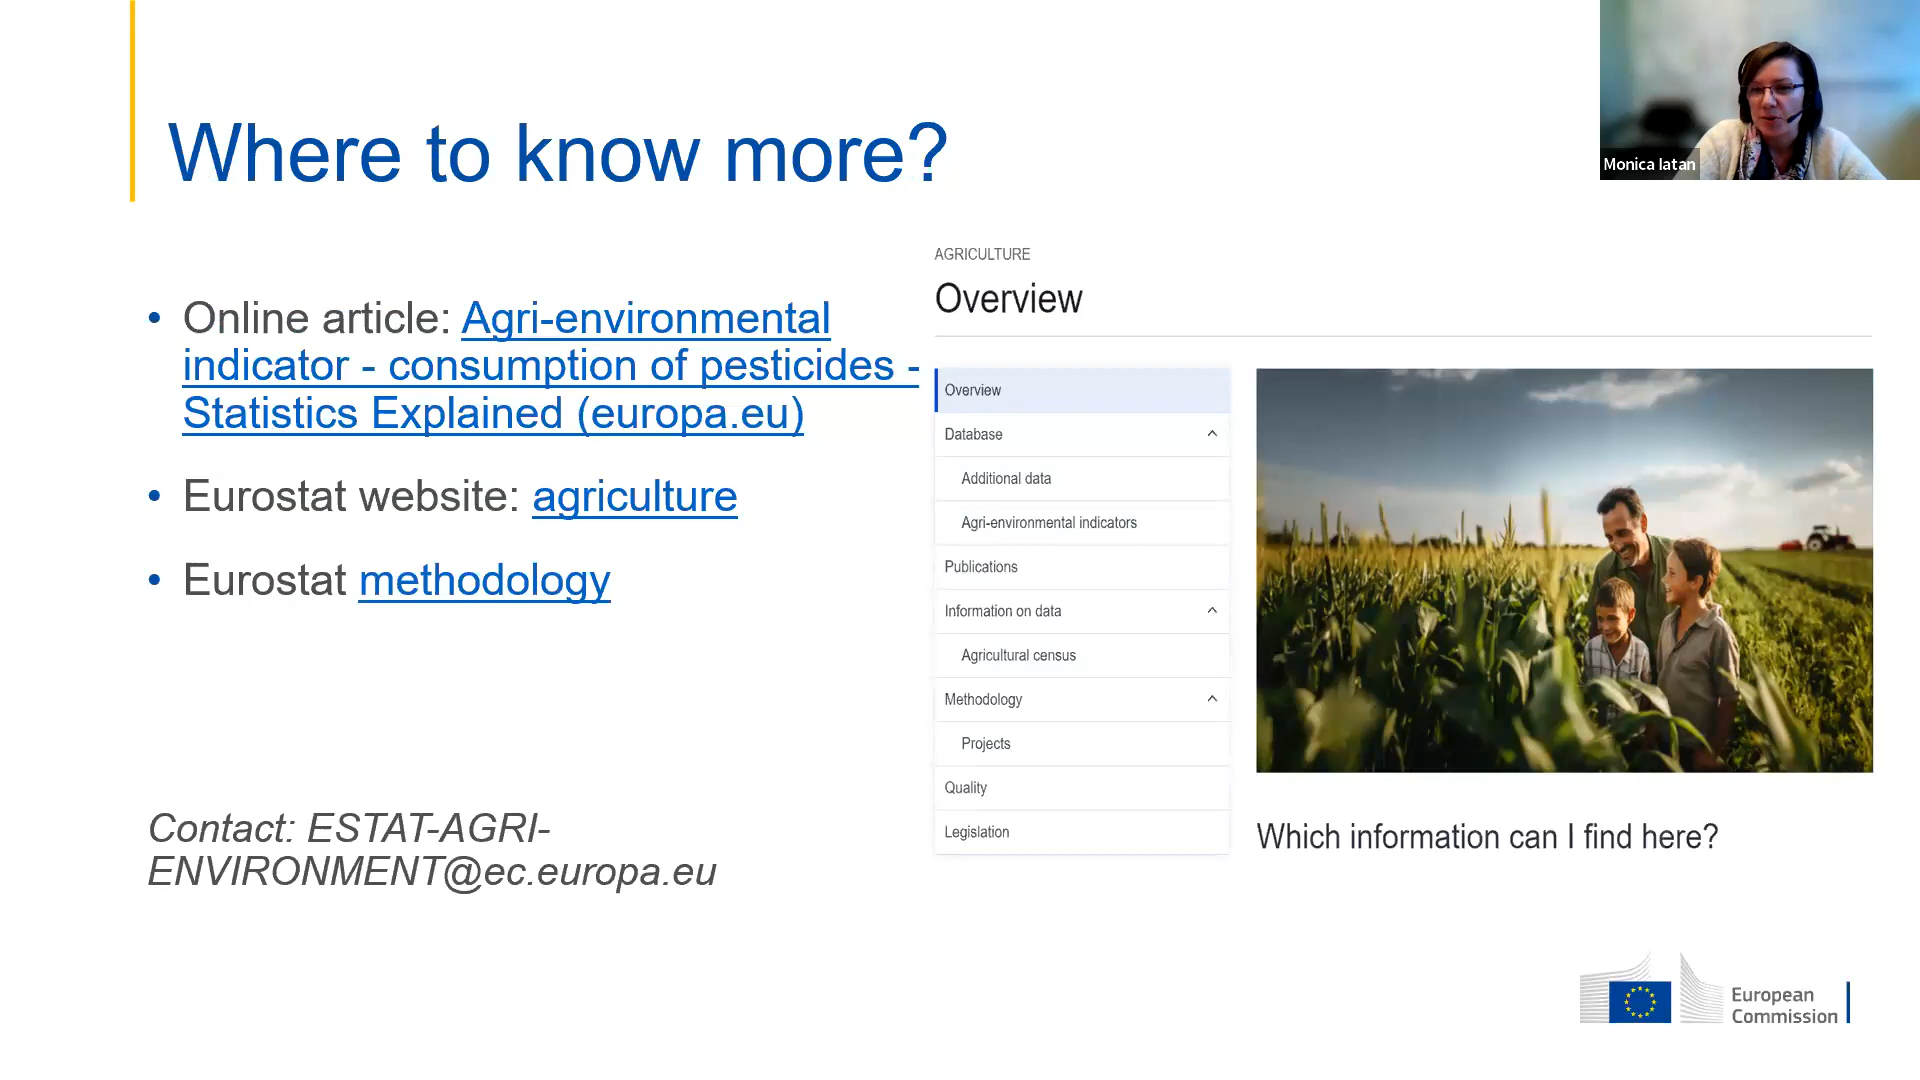 Where to know more?
Monica Iatan
• Online article: Agri-environmental
indicator - consumption of pesticides -
Statistics Explained (europa.eu)
• Eurostat website: agriculture
• Eurostat methodology
Contact: ESTAT-AGRI-
ENVIRONMENT@ec.europa.eu
AGRICULTURE
Overview
Overview
Database
Additional data
Agri-environmental indicators
Publications
Information on data
Agricultural census
Methodology
Projects
Quality
Legislation
Which information can I find here?
European
Commission